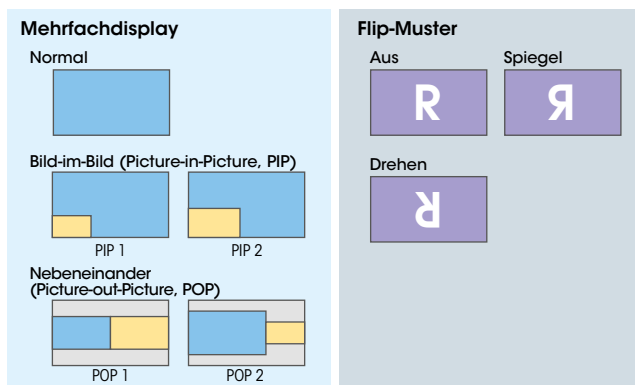 Mehrfachdisplay
Normal
Bild-im-Bild (Picture-in-Picture, PIP)
PIP 1
PIP 2
Nebeneinander
(Picture-out-Picture, POP)
POP 1
POP 2
Flip-Muster
Aus
Spiegel
R
Я
Drehen
R